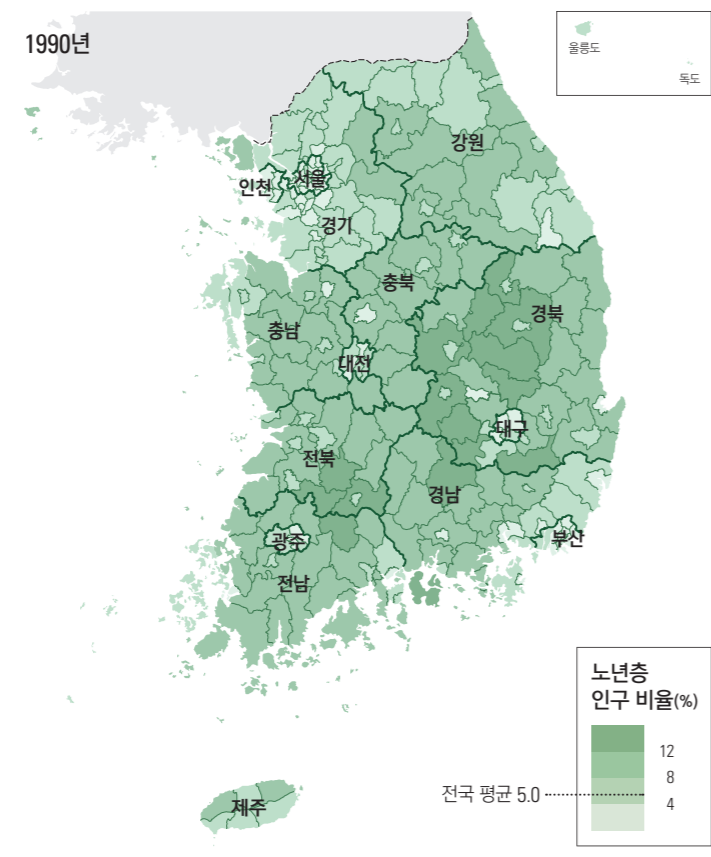 1990년
울릉도
독도
강원
인천
서울
경기
충북
경북
충남
대전
대구
전북
경남
광주
부산
전남
제주
노년층
인구 비율(%)
12
8
전국 평균 5.0
4